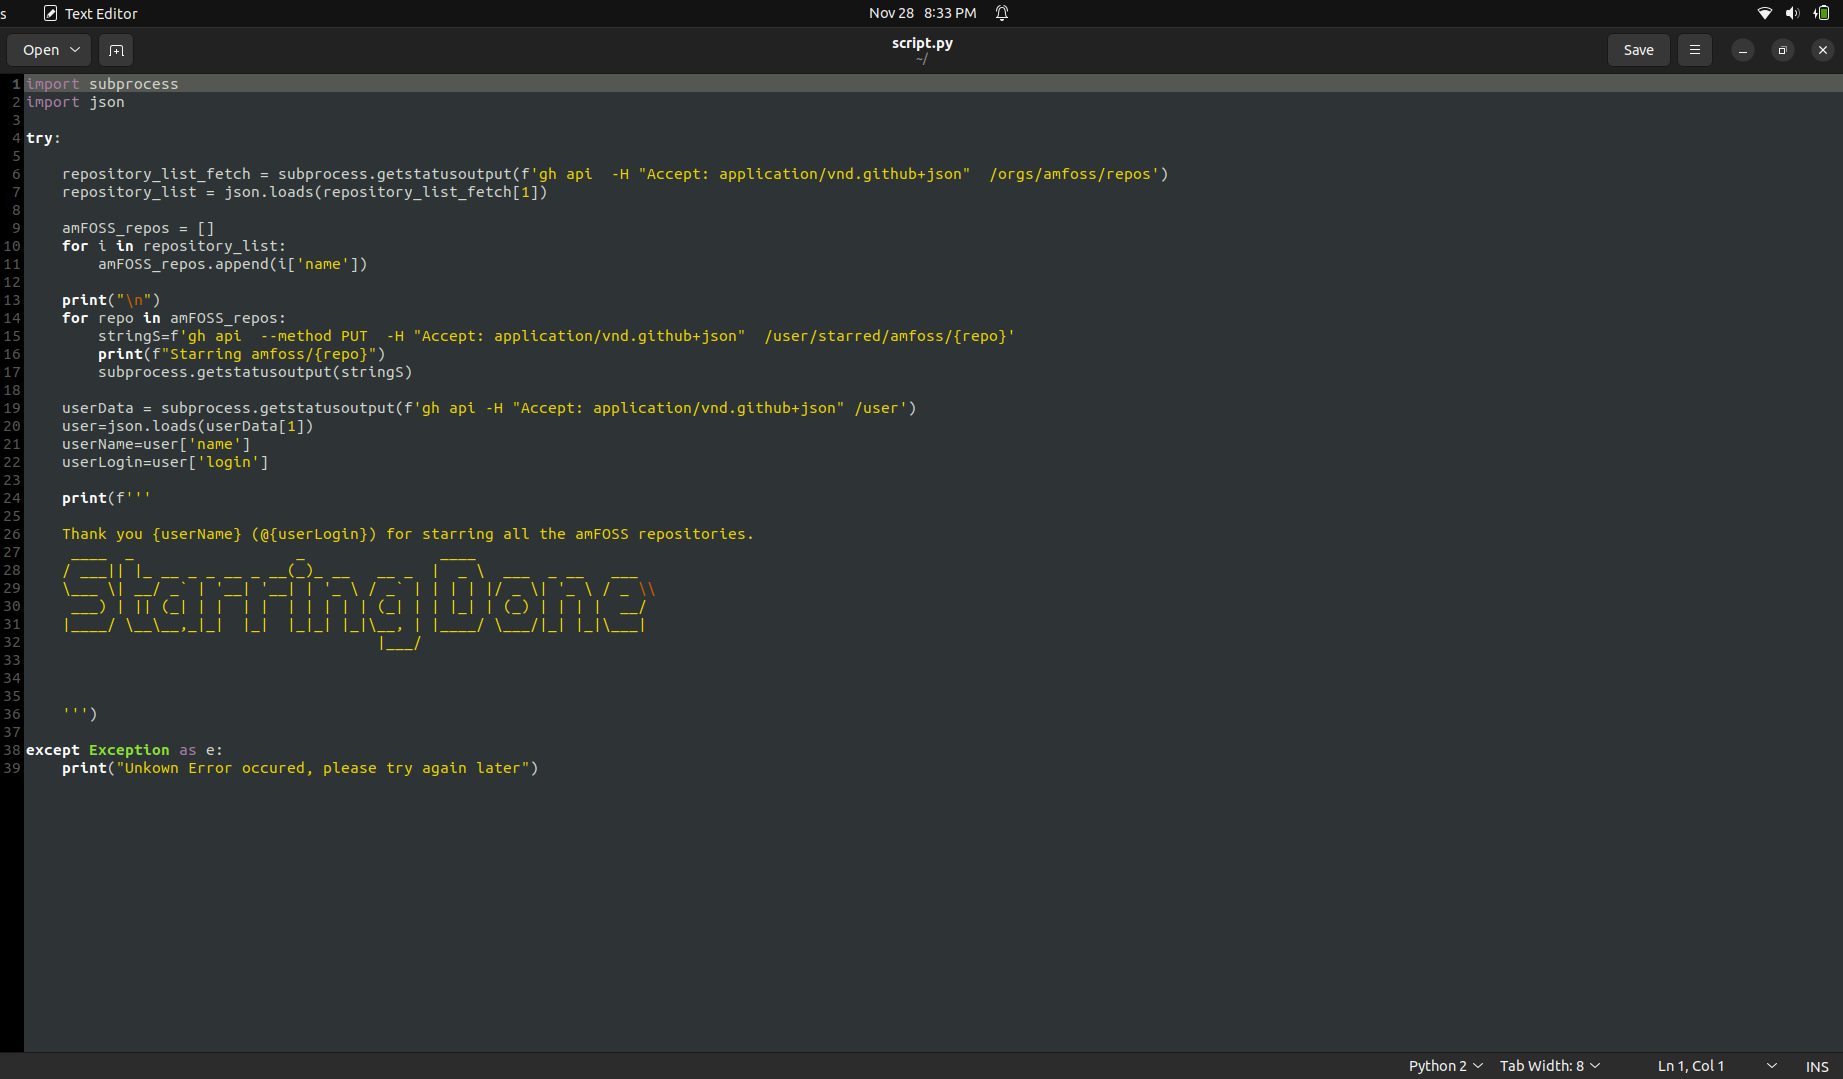 s Text Editor Nov 28 8:33 PM
Open script.py Save
~/
1 import subprocess
2 import json
3
4 try:
5
6     repository_list_fetch = subprocess.getstatusoutput(f'gh api  -H "Accept: application/vnd.github+json"  /orgs/amfoss/repos')
7     repository_list = json.loads(repository_list_fetch[1])
8
9     amFOSS_repos = []
10     for i in repository_list:
11         amFOSS_repos.append(i['name'])
12
13     print("\n")
14     for repo in amFOSS_repos:
15         stringS=f'gh api  --method PUT  -H "Accept: application/vnd.github+json"  /user/starred/amfoss/{repo}'
16         print(f"Starring amfoss/{repo}")
17         subprocess.getstatusoutput(stringS)
18
19     userData = subprocess.getstatusoutput(f'gh api -H "Accept: application/vnd.github+json" /user')
20     user=json.loads(userData[1])
21     userName=user['name']
22     userLogin=user['login']
23
24     print(f'''
25
26     Thank you {userName} (@{userLogin}) for starring all the amFOSS repositories.
27      ____  _                  _               ____
28     / ___|| |_ __ _ _ __ _ __(_)_ __   __ _  |  _ \  ___  _ __   ___
29     \___ \| __/ _` | '__| '__| | '_ \ / _` | | | | |/ _ \| '_ \ / _ \\
30      ___) | || (_| | |  | |  | | | | | (_| | | |_| | (_) | | | |  __/
31     |____/ \__\__,_|_|  |_|  |_|_| |_|\__, | |____/ \___/|_| |_|\___|
32                                        |___/
33
34
35
36     ''')
37
38 except Exception as e:
39     print("Unkown Error occured, please try again later")
Python 2 Tab Width: 8 Ln 1, Col 1 INS